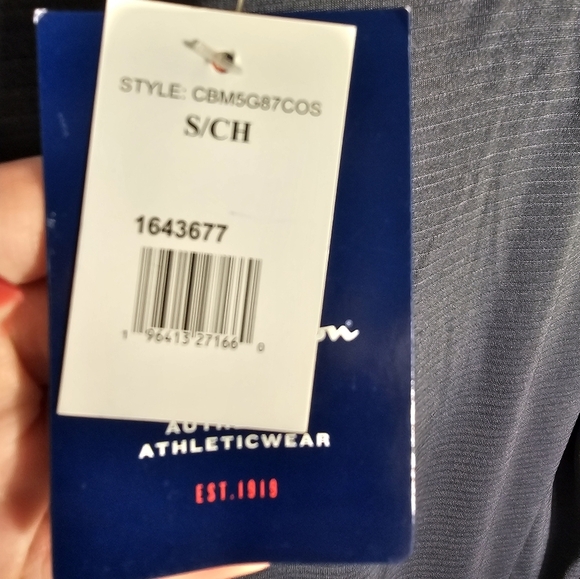 STYLE: CBM5G87COS
S/CH
1643677
1 96413 27166 0
ATHLETICWEAR
EST.1919